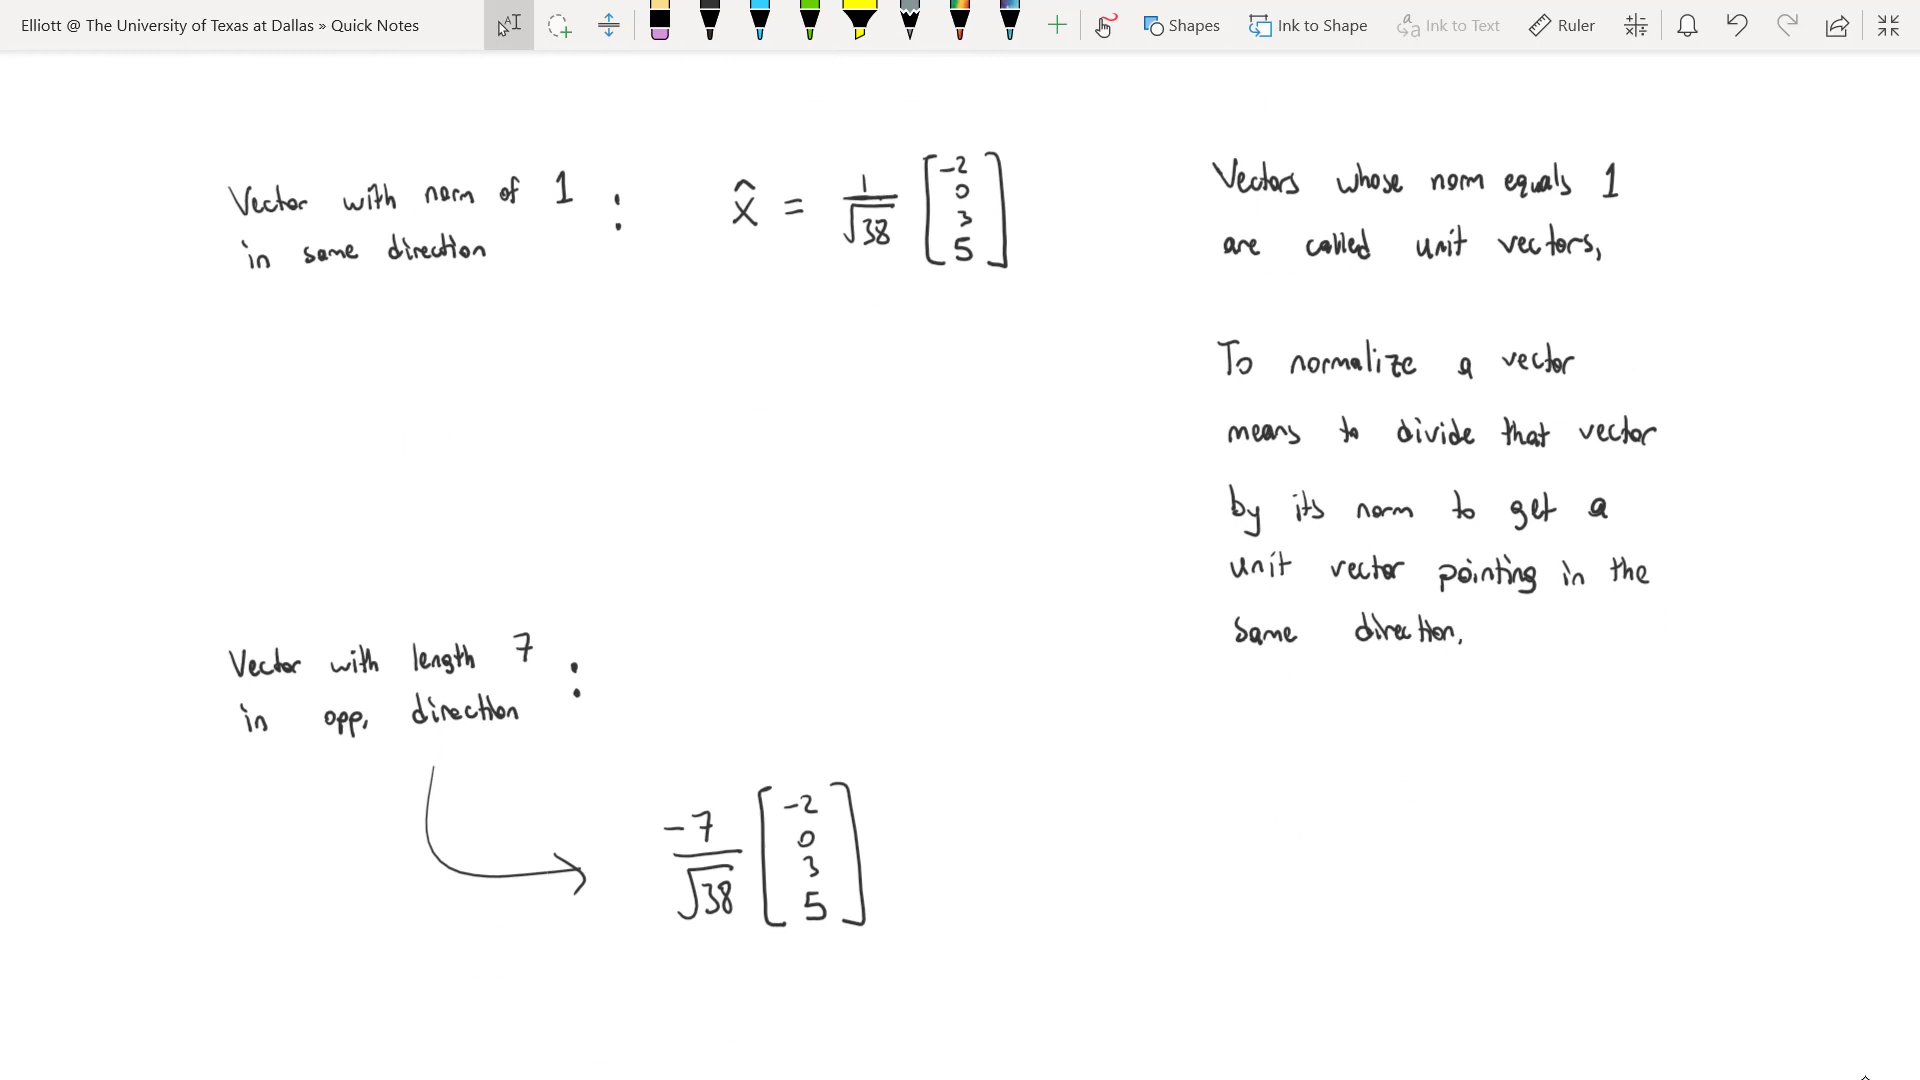 Elliott @ The University of Texas at Dallas » Quick Notes
Shapes
Ink to Shape
Ink to Text
Ruler
Vector with norm of 1 :
in same direction
x̂ = 1/√38 [-2
0
3
5]
Vectors whose norm equals 1
are called unit vectors,
To normalize a vector
means to divide that vector
by its norm to get a
unit vector pointing in the
same direction.
Vector with length 7 :
in opp. direction
-7/√38 [-2
0
3
5]